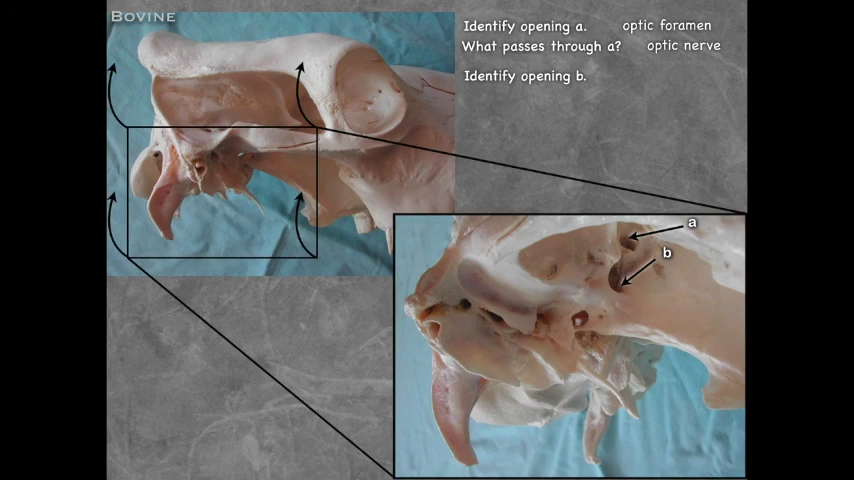 BOVINE
Identify opening a. optic foramen
What passes through a? optic nerve
Identify opening b.
a
b